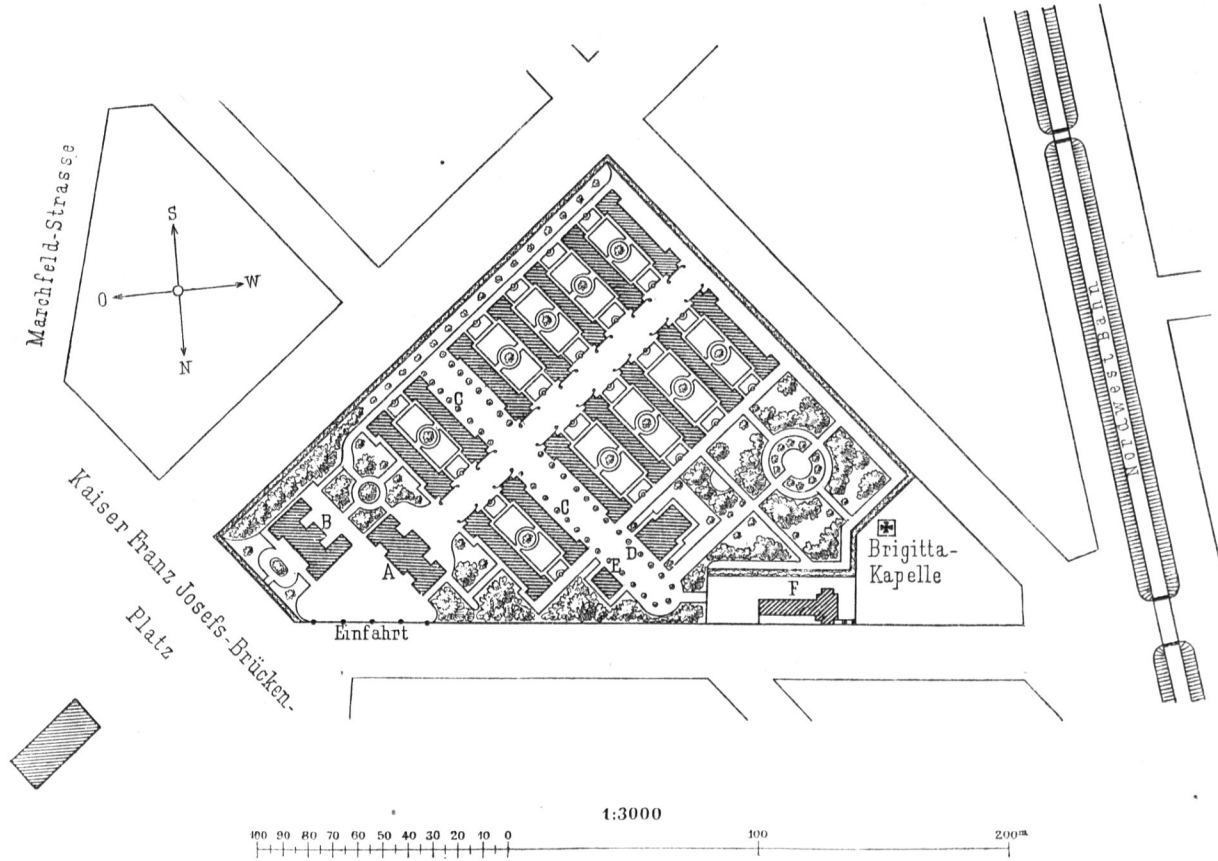 Marchfeld-Strasse
S
O
W
N
Nordwestbahn
C
C
B
A
D
E
F
Brigitta-
Kapelle
Einfahrt
Kaiser Franz Josefs-Brücken-
Platz
1:3000
100 90 80 70 60 50 40 30 20 10 0 100 200m